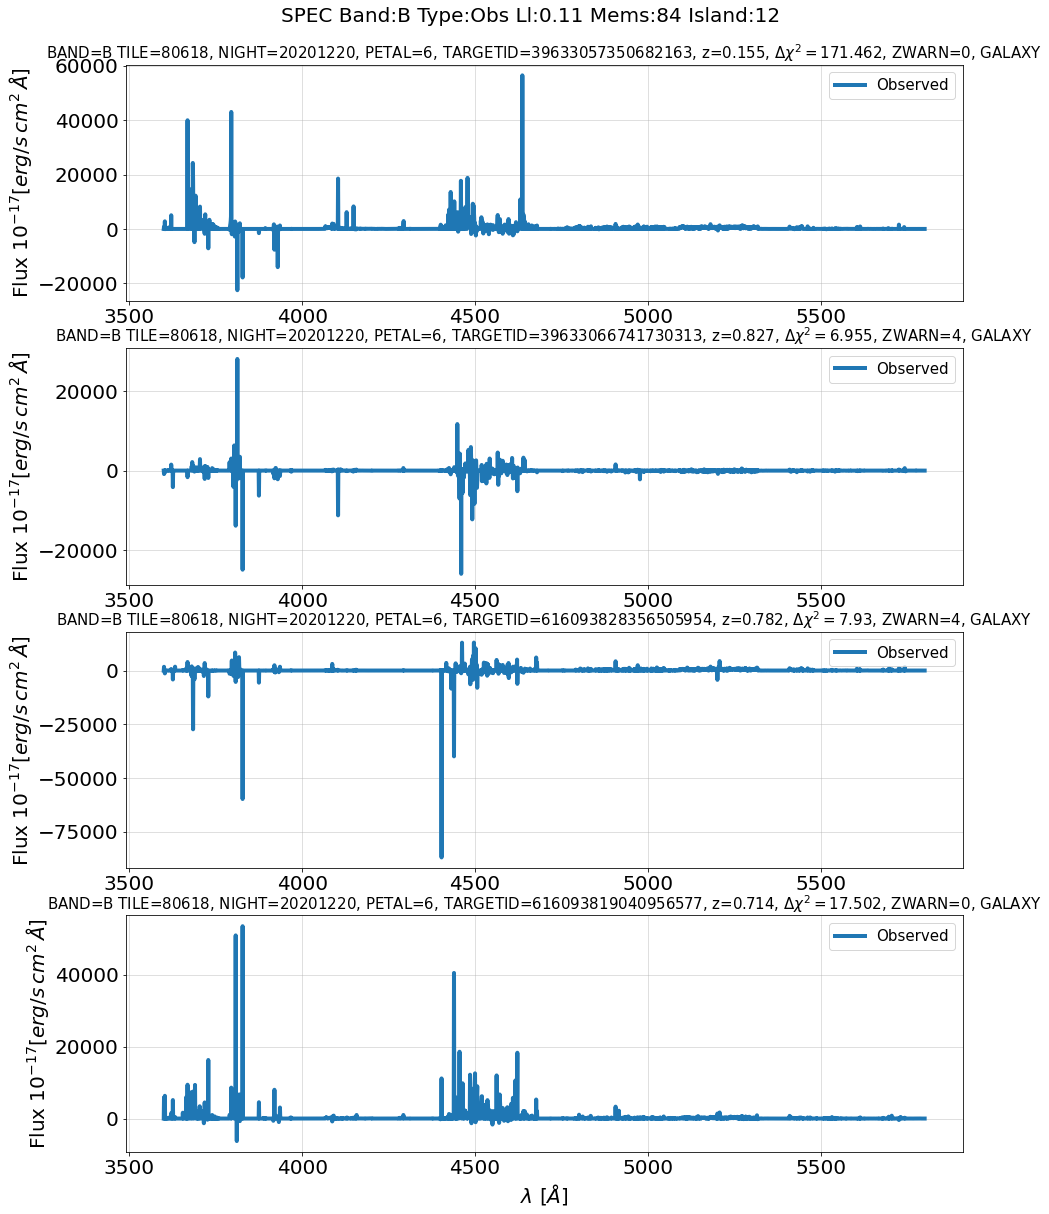 SPEC Band:B Type:Obs Ll:0.11 Mems:84 Island:12
BAND=B TILE=80618, NIGHT=20201220, PETAL=6, TARGETID=39633057350682163, z=0.155, Δχ² = 171.462, ZWARN=0, GALAXY
Flux 10⁻¹⁷[erg/s cm² Å]
60000
40000
20000
0
−20000
Observed
3500 4000 4500 5000 5500
BAND=B TILE=80618, NIGHT=20201220, PETAL=6, TARGETID=39633066741730313, z=0.827, Δχ² = 6.955, ZWARN=4, GALAXY
Flux 10⁻¹⁷[erg/s cm² Å]
20000
0
−20000
Observed
3500 4000 4500 5000 5500
BAND=B TILE=80618, NIGHT=20201220, PETAL=6, TARGETID=616093828356505954, z=0.782, Δχ² = 7.93, ZWARN=4, GALAXY
Flux 10⁻¹⁷[erg/s cm² Å]
0
−25000
−50000
−75000
Observed
3500 4000 4500 5000 5500
BAND=B TILE=80618, NIGHT=20201220, PETAL=6, TARGETID=616093819040956577, z=0.714, Δχ² = 17.502, ZWARN=0, GALAXY
Flux 10⁻¹⁷[erg/s cm² Å]
40000
20000
0
Observed
3500 4000 4500 5000 5500
λ [Å]